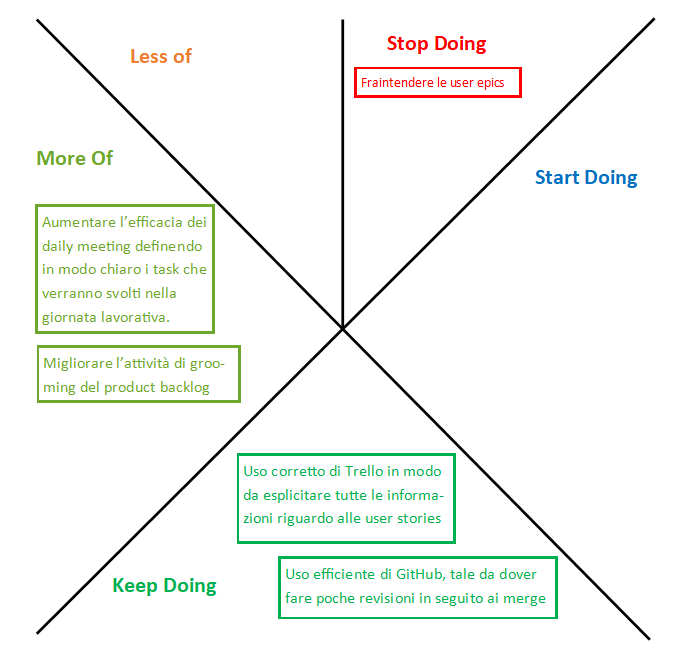 Less of
Stop Doing
Fraintendere le user epics
More Of
Start Doing
Aumentare l’efficacia dei
daily meeting definendo
in modo chiaro i task che
verranno svolti nella
giornata lavorativa.
Migliorare l’attività di groo-
ming del product backlog
Uso corretto di Trello in modo
da esplicitare tutte le informa-
zioni riguardo alle user stories
Keep Doing
Uso efficiente di GitHub, tale da dover
fare poche revisioni in seguito ai merge